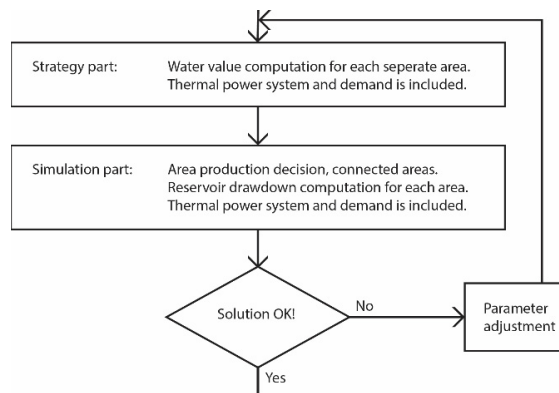 Strategy part: Water value computation for each seperate area.
Thermal power system and demand is included.
Simulation part: Area production decision, connected areas.
Reservoir drawdown computation for each area.
Thermal power system and demand is included.
Solution OK!
No
Parameter
adjustment
Yes